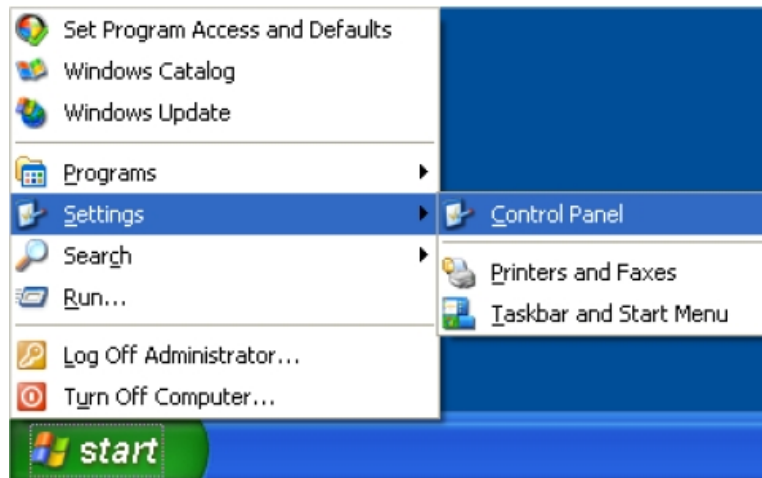 Set Program Access and Defaults
Windows Catalog
Windows Update
Programs
Settings
Search
Run...
Log Off Administrator...
Turn Off Computer...
Control Panel
Printers and Faxes
Taskbar and Start Menu
start